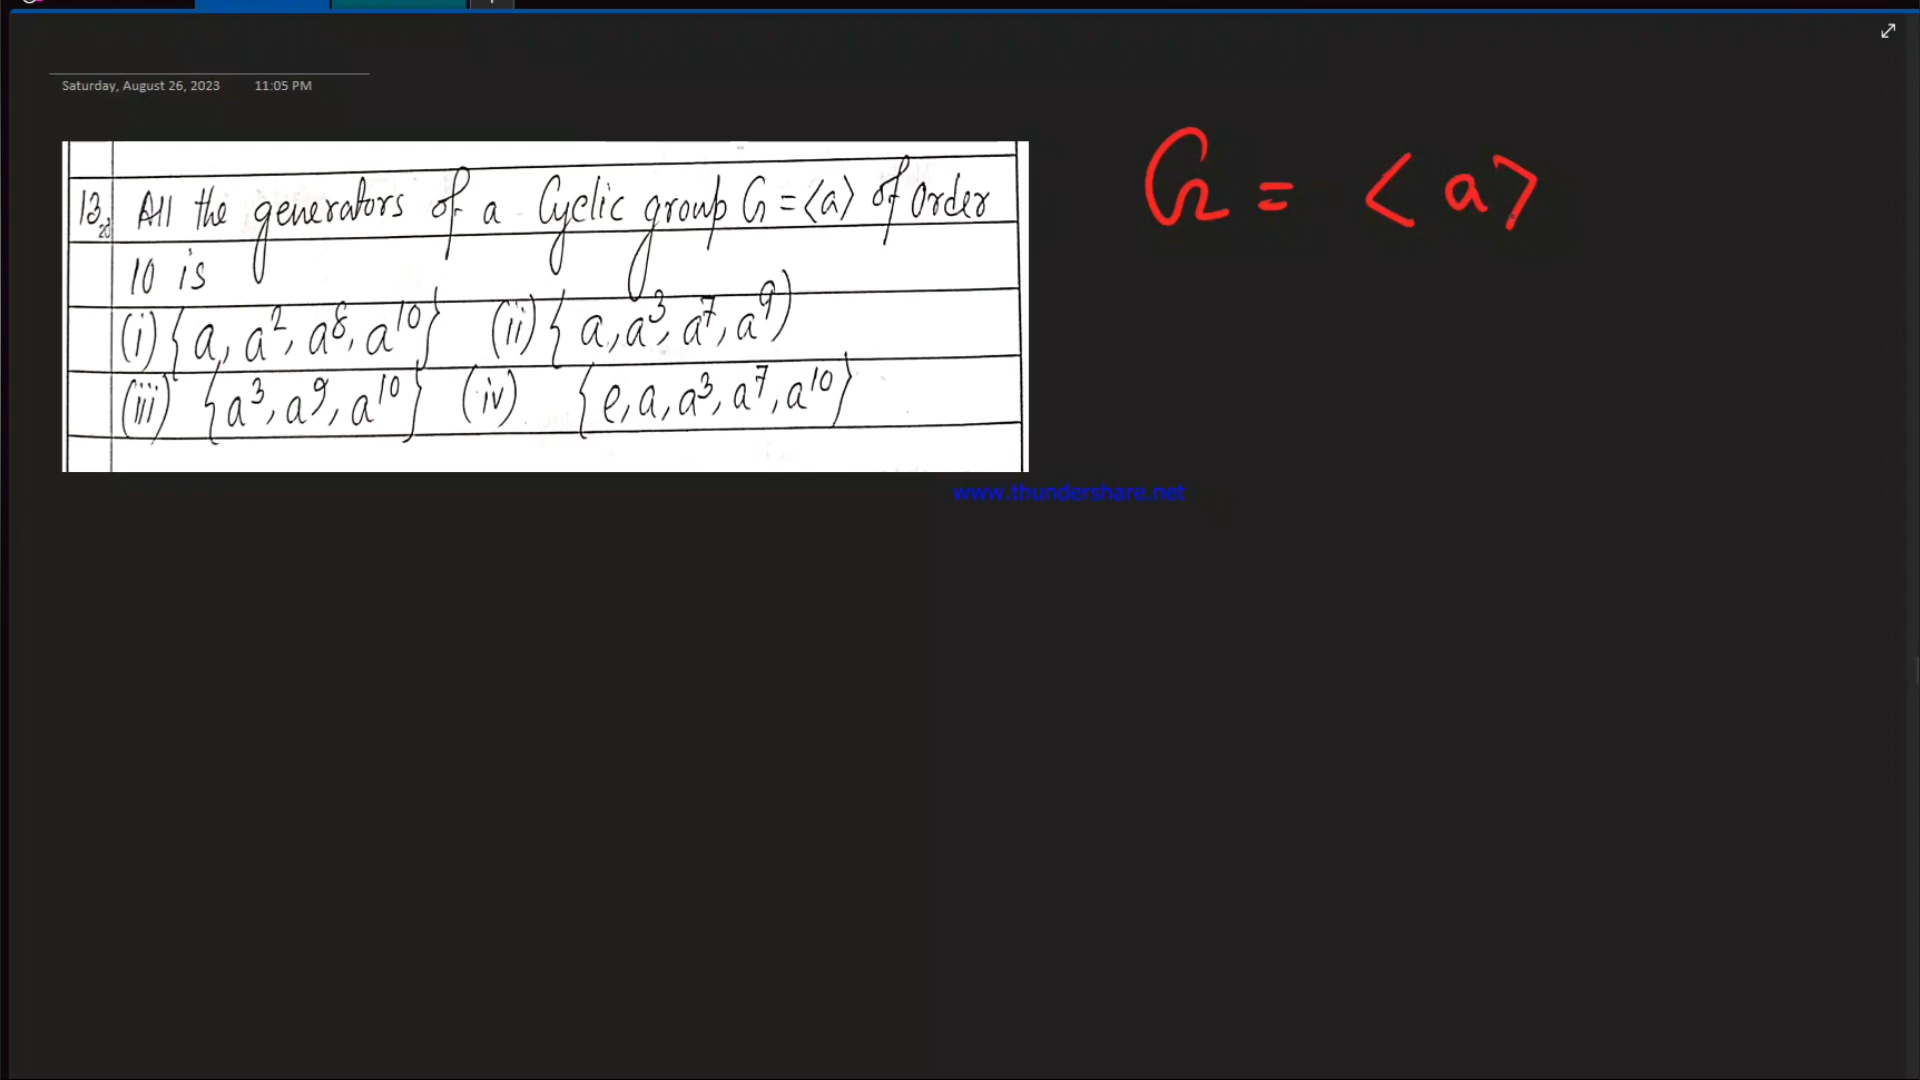 Saturday, August 26, 2023 11:05 PM
13. All the generators of a Cyclic group G = <a> of order
10 is
(i) {a, a², a⁸, a¹⁰} (ii) {a, a³, a⁷, a⁹)
(iii) {a³, a⁹, a¹⁰} (iv) {e, a, a³, a⁷, a¹⁰}
G = <a>
www.thundershare.net